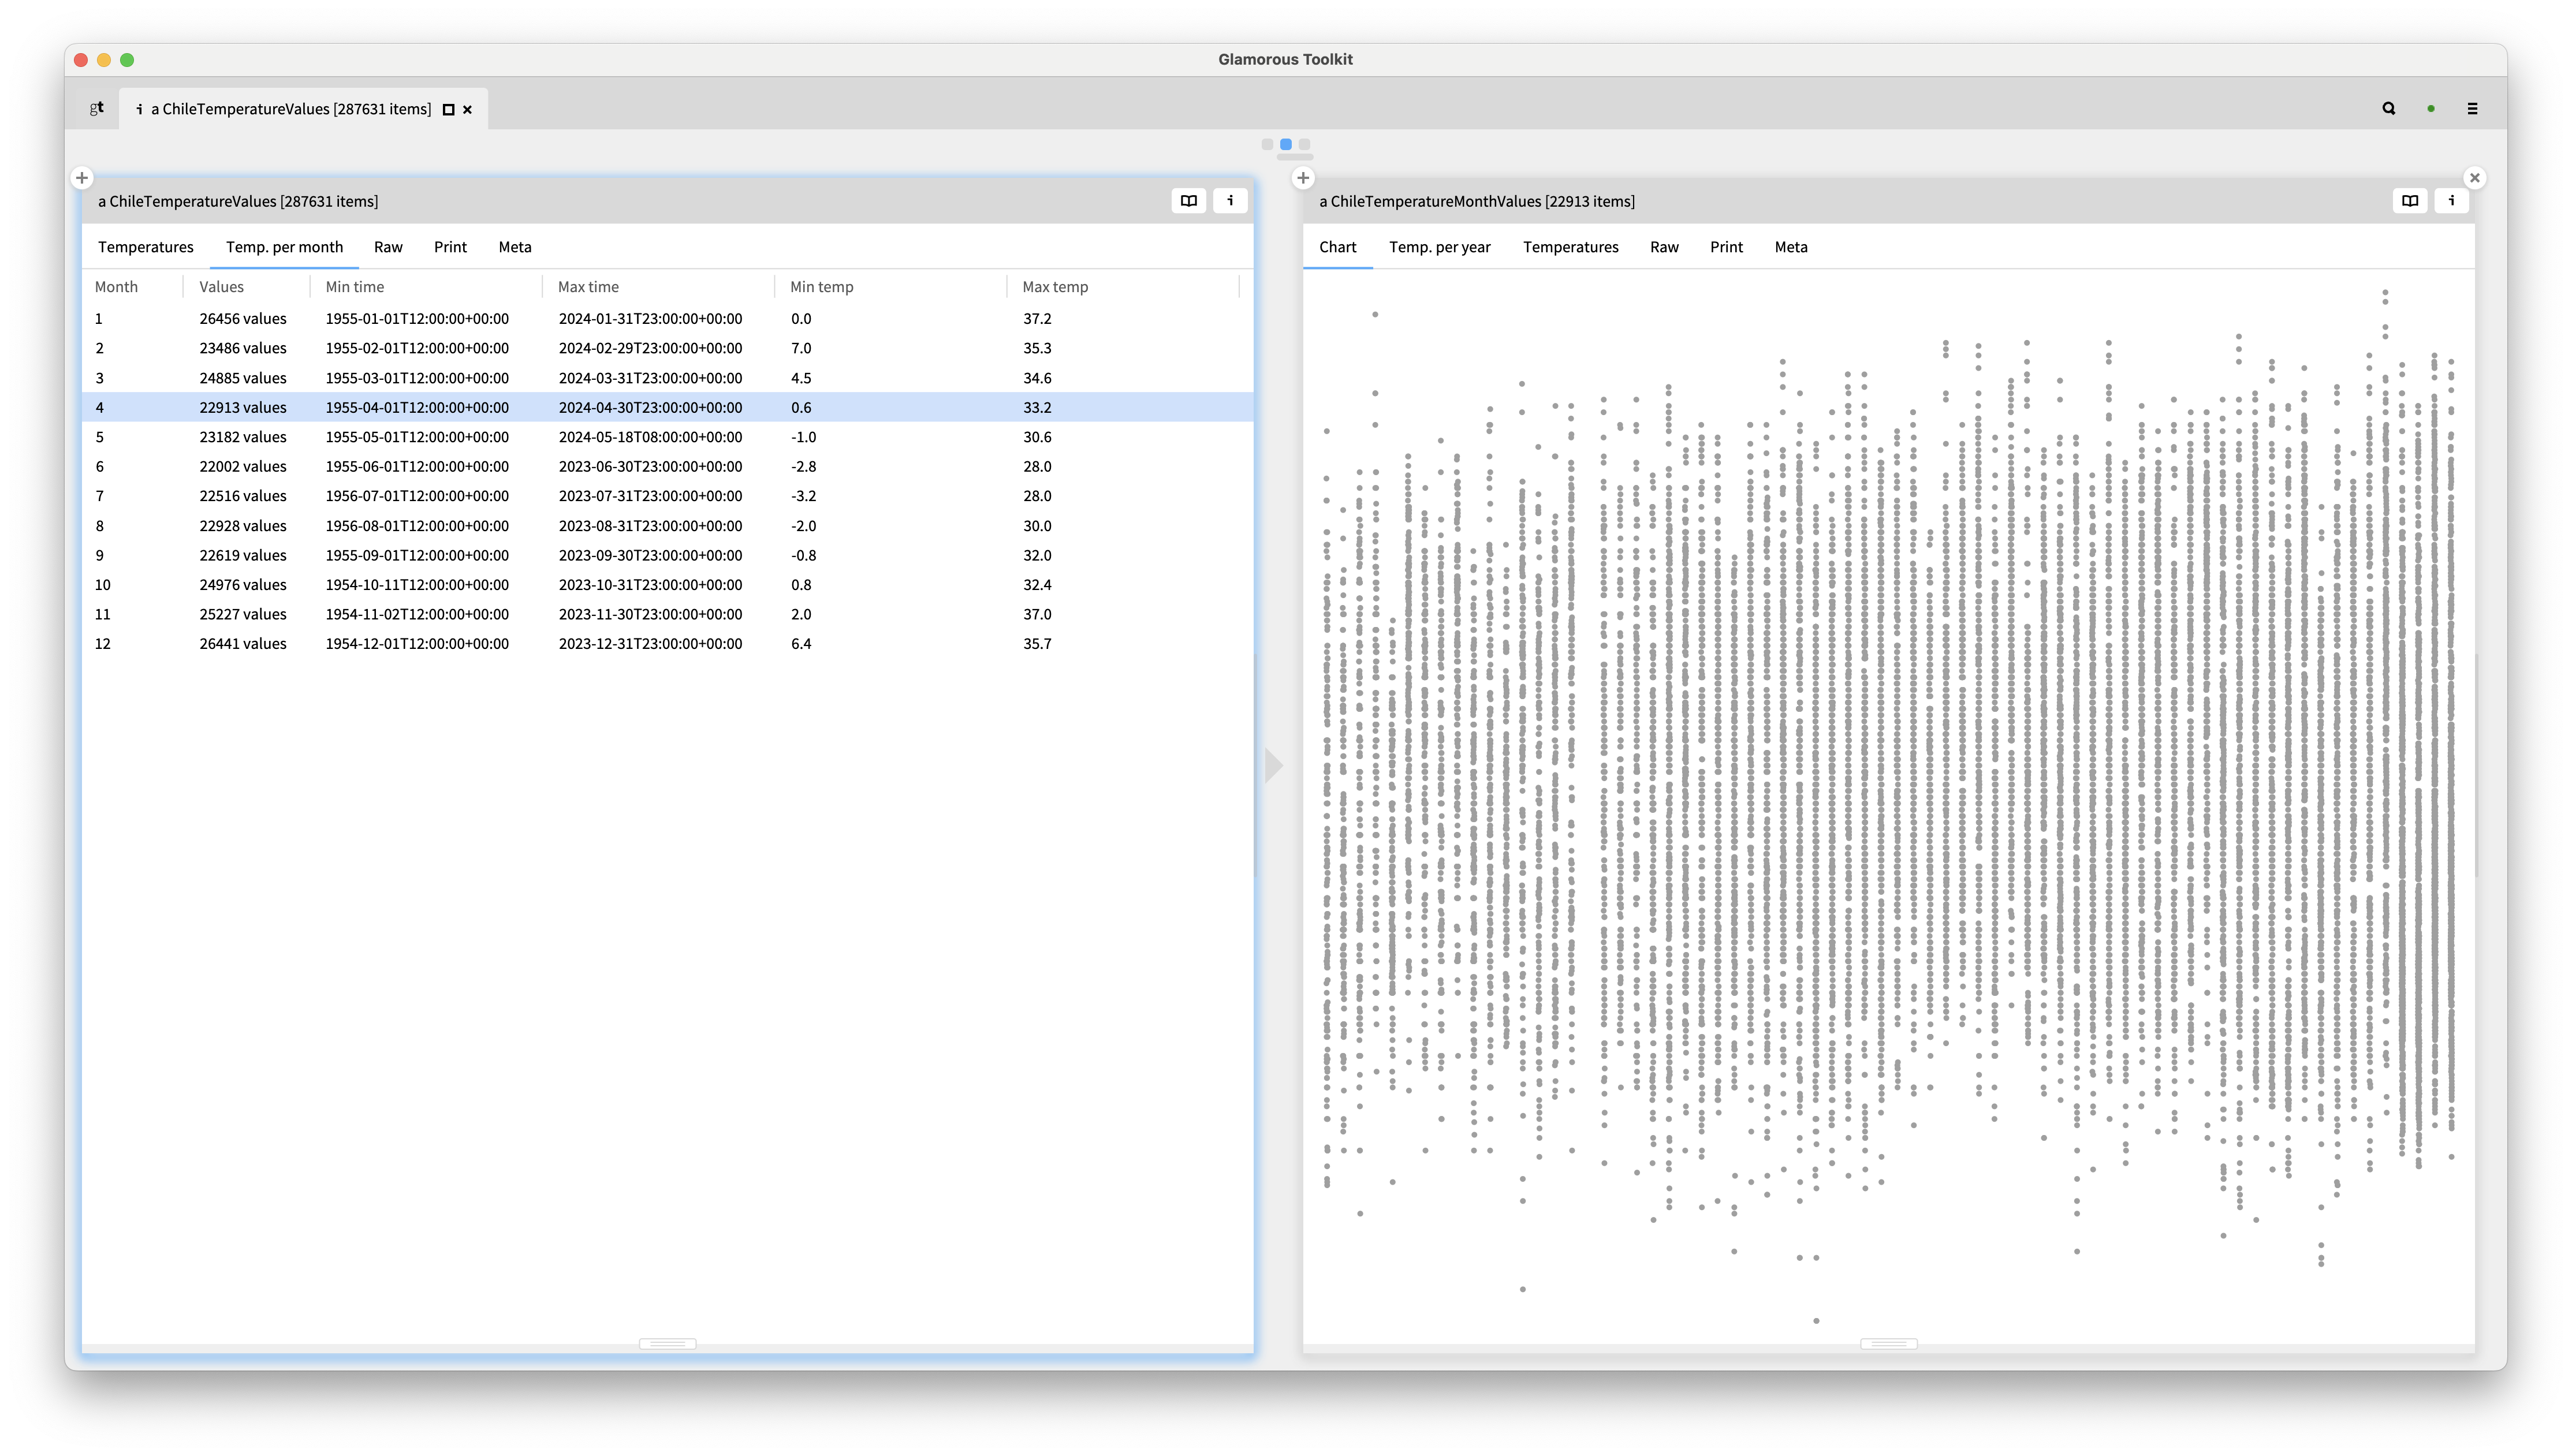 Glamorous Toolkit
gt i a ChileTemperatureValues [287631 items]
a ChileTemperatureValues [287631 items] i
Temperatures Temp. per month Raw Print Meta
Month Values Min time Max time Min temp Max temp
1 26456 values 1955-01-01T12:00:00+00:00 2024-01-31T23:00:00+00:00 0.0 37.2
2 23486 values 1955-02-01T12:00:00+00:00 2024-02-29T23:00:00+00:00 7.0 35.3
3 24885 values 1955-03-01T12:00:00+00:00 2024-03-31T23:00:00+00:00 4.5 34.6
4 22913 values 1955-04-01T12:00:00+00:00 2024-04-30T23:00:00+00:00 0.6 33.2
5 23182 values 1955-05-01T12:00:00+00:00 2024-05-18T08:00:00+00:00 -1.0 30.6
6 22002 values 1955-06-01T12:00:00+00:00 2023-06-30T23:00:00+00:00 -2.8 28.0
7 22516 values 1956-07-01T12:00:00+00:00 2023-07-31T23:00:00+00:00 -3.2 28.0
8 22928 values 1956-08-01T12:00:00+00:00 2023-08-31T23:00:00+00:00 -2.0 30.0
9 22619 values 1955-09-01T12:00:00+00:00 2023-09-30T23:00:00+00:00 -0.8 32.0
10 24976 values 1954-10-11T12:00:00+00:00 2023-10-31T23:00:00+00:00 0.8 32.4
11 25227 values 1954-11-02T12:00:00+00:00 2023-11-30T23:00:00+00:00 2.0 37.0
12 26441 values 1954-12-01T12:00:00+00:00 2023-12-31T23:00:00+00:00 6.4 35.7
a ChileTemperatureMonthValues [22913 items] i
Chart Temp. per year Temperatures Raw Print Meta